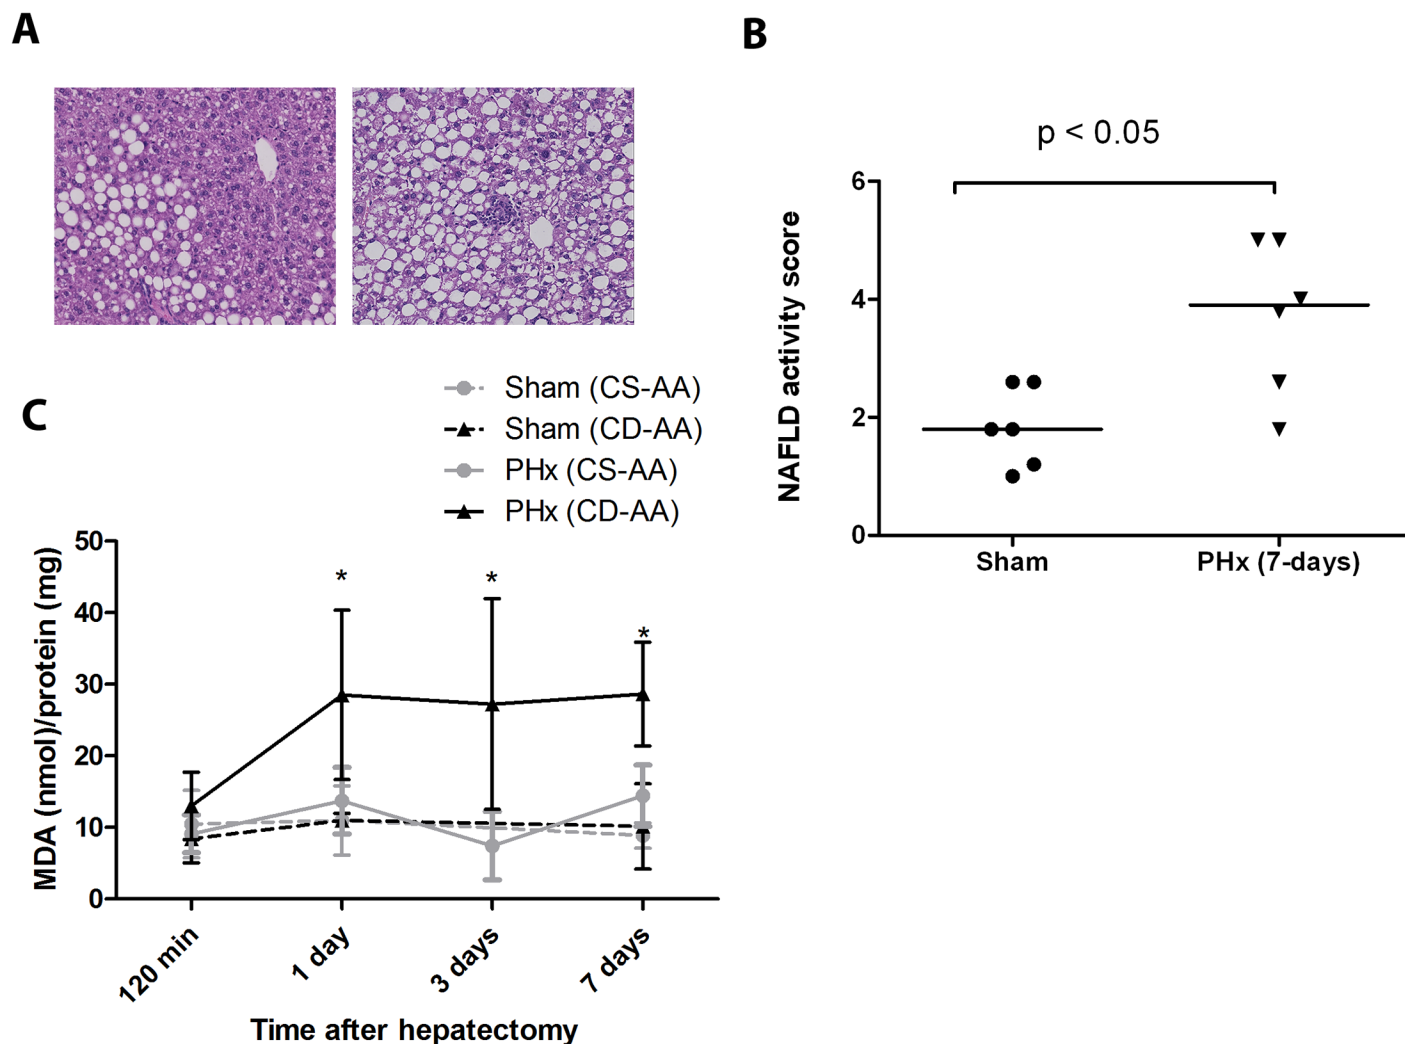 A
B
p < 0.05
NAFLD activity score
6
4
2
0
Sham
PHx (7-days)
C
Sham (CS-AA)
Sham (CD-AA)
PHx (CS-AA)
PHx (CD-AA)
MDA (nmol)/protein (mg)
50
40
30
20
10
0
*
*
*
120 min
1 day
3 days
7 days
Time after hepatectomy